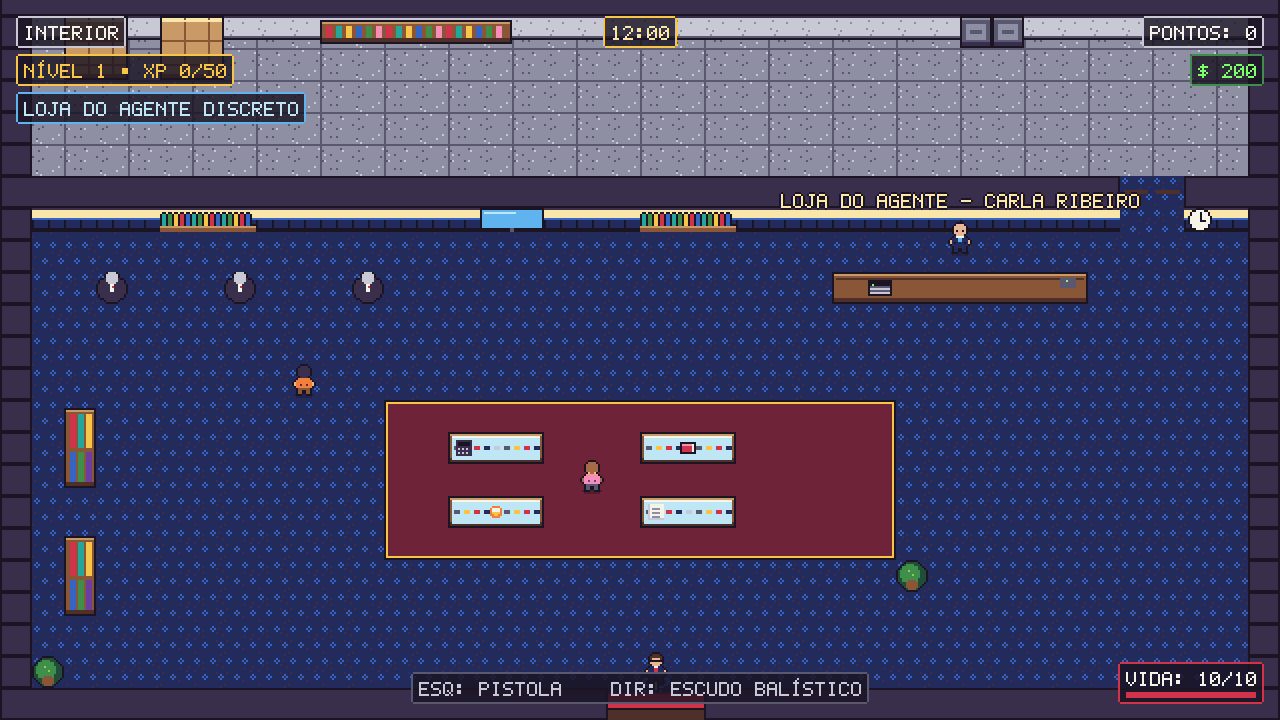 INTERIOR
12:00
PONTOS: 0
NÍVEL 1 ▪ XP 0/50
$ 200
LOJA DO AGENTE DISCRETO
LOJA DO AGENTE - CARLA RIBEIRO
ESQ: PISTOLA DIR: ESCUDO BALÍSTICO
VIDA: 10/10